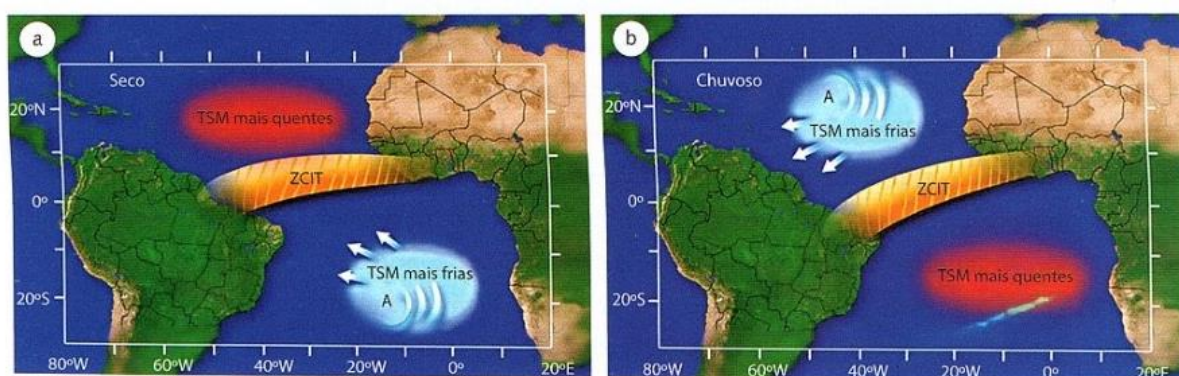 a
Seco
20ºN
TSM mais quentes
ZCIT
0º
TSM mais frias
A
20ºS
80ºW
60ºW
40ºW
20ºW
0º
20ºE
b
Chuvoso
20ºN
A
TSM mais frias
ZCIT
0º
TSM mais quentes
20ºS
80ºW
60ºW
40ºW
20ºW
0º
20ºE